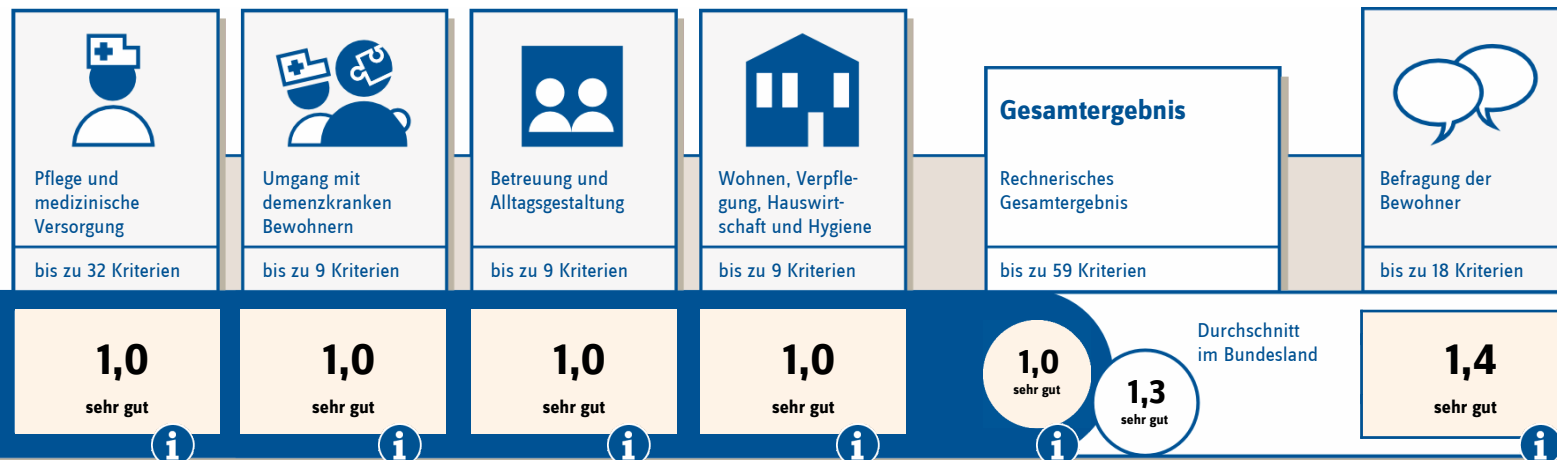 Pflege und
medizinische
Versorgung
bis zu 32 Kriterien
1,0
sehr gut
i
Umgang mit
demenzkranken
Bewohnern
bis zu 9 Kriterien
1,0
sehr gut
i
Betreuung und
Alltagsgestaltung
bis zu 9 Kriterien
1,0
sehr gut
i
Wohnen, Verpfle-
gung, Hauswirt-
schaft und Hygiene
bis zu 9 Kriterien
1,0
sehr gut
i
Gesamtergebnis
Rechnerisches
Gesamtergebnis
bis zu 59 Kriterien
1,0
sehr gut
i
Durchschnitt
im Bundesland
1,3
sehr gut
Befragung der
Bewohner
bis zu 18 Kriterien
1,4
sehr gut
i